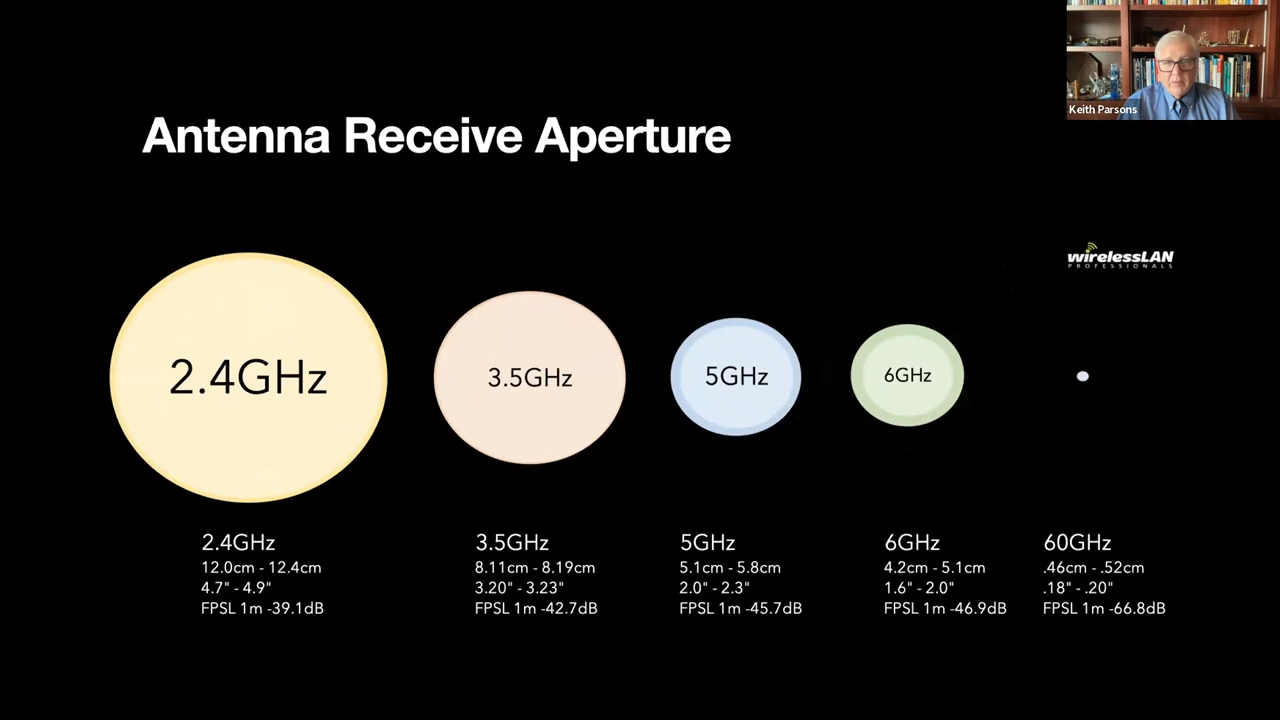 Keith Parsons
Antenna Receive Aperture
wirelessLAN
PROFESSIONALS
2.4GHz
3.5GHz
5GHz
6GHz
2.4GHz
12.0cm - 12.4cm
4.7" - 4.9"
FPSL 1m -39.1dB
3.5GHz
8.11cm - 8.19cm
3.20" - 3.23"
FPSL 1m -42.7dB
5GHz
5.1cm - 5.8cm
2.0" - 2.3"
FPSL 1m -45.7dB
6GHz
4.2cm - 5.1cm
1.6" - 2.0"
FPSL 1m -46.9dB
60GHz
.46cm - .52cm
.18" - .20"
FPSL 1m -66.8dB